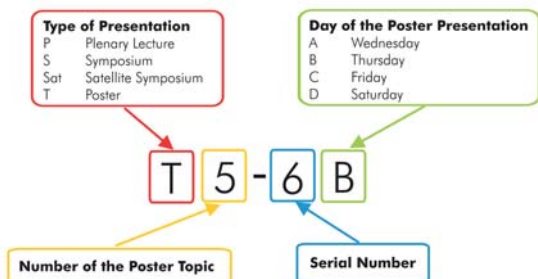 Type of Presentation
P Plenary Lecture
S Symposium
Sat Satellite Symposium
T Poster
Day of the Poster Presentation
A Wednesday
B Thursday
C Friday
D Saturday
T 5 - 6 B
Number of the Poster Topic
Serial Number